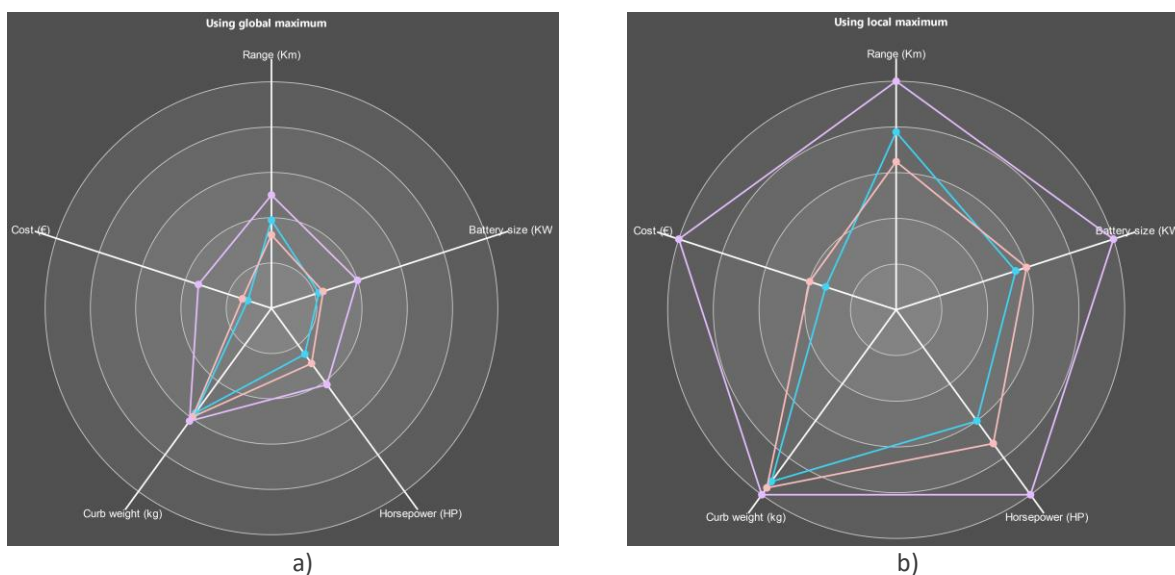 Using global maximum
Range (Km)
Cost (£)
Battery size (KW
Curb weight (kg)
Horsepower (HP)
a)
Using local maximum
Range (Km)
Cost (£)
Battery size (KW
Curb weight (kg)
Horsepower (HP)
b)